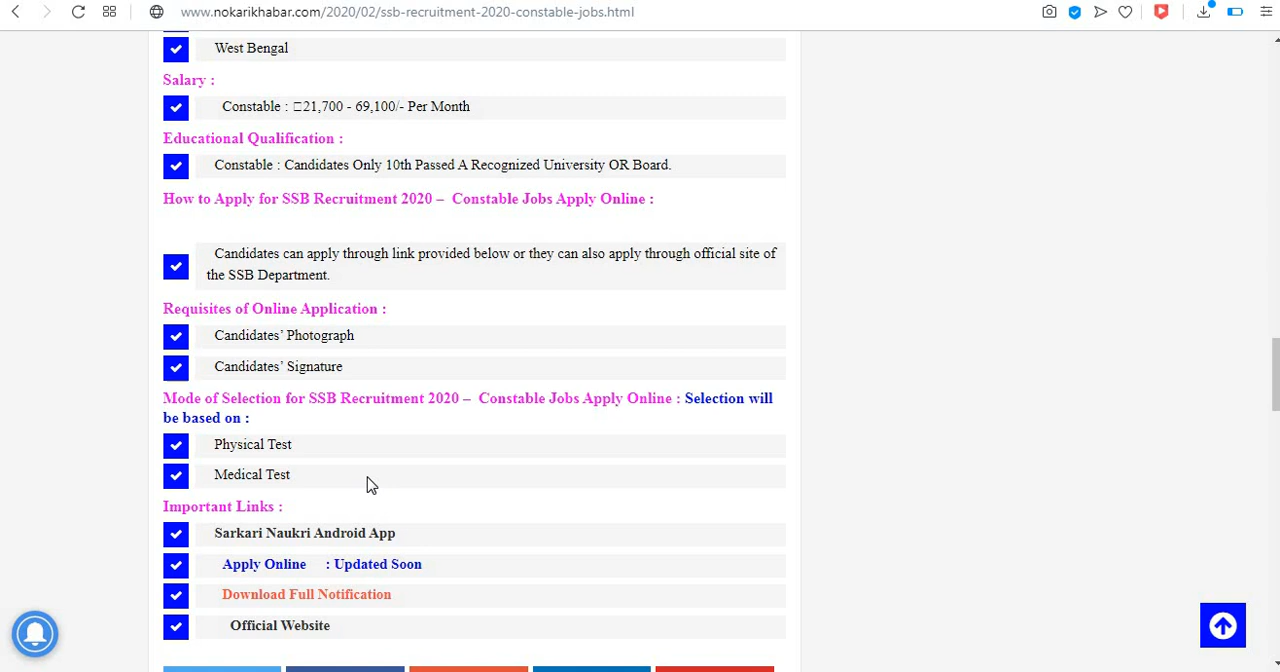 www.nokarikhabar.com/2020/02/ssb-recruitment-2020-constable-jobs.html
West Bengal
Salary :
Constable : □21,700 - 69,100/- Per Month
Educational Qualification :
Constable : Candidates Only 10th Passed A Recognized University OR Board.
How to Apply for SSB Recruitment 2020 – Constable Jobs Apply Online :
Candidates can apply through link provided below or they can also apply through official site of
the SSB Department.
Requisites of Online Application :
Candidates’ Photograph
Candidates’ Signature
Mode of Selection for SSB Recruitment 2020 – Constable Jobs Apply Online : Selection will
be based on :
Physical Test
Medical Test
Important Links :
Sarkari Naukri Android App
Apply Online : Updated Soon
Download Full Notification
Official Website